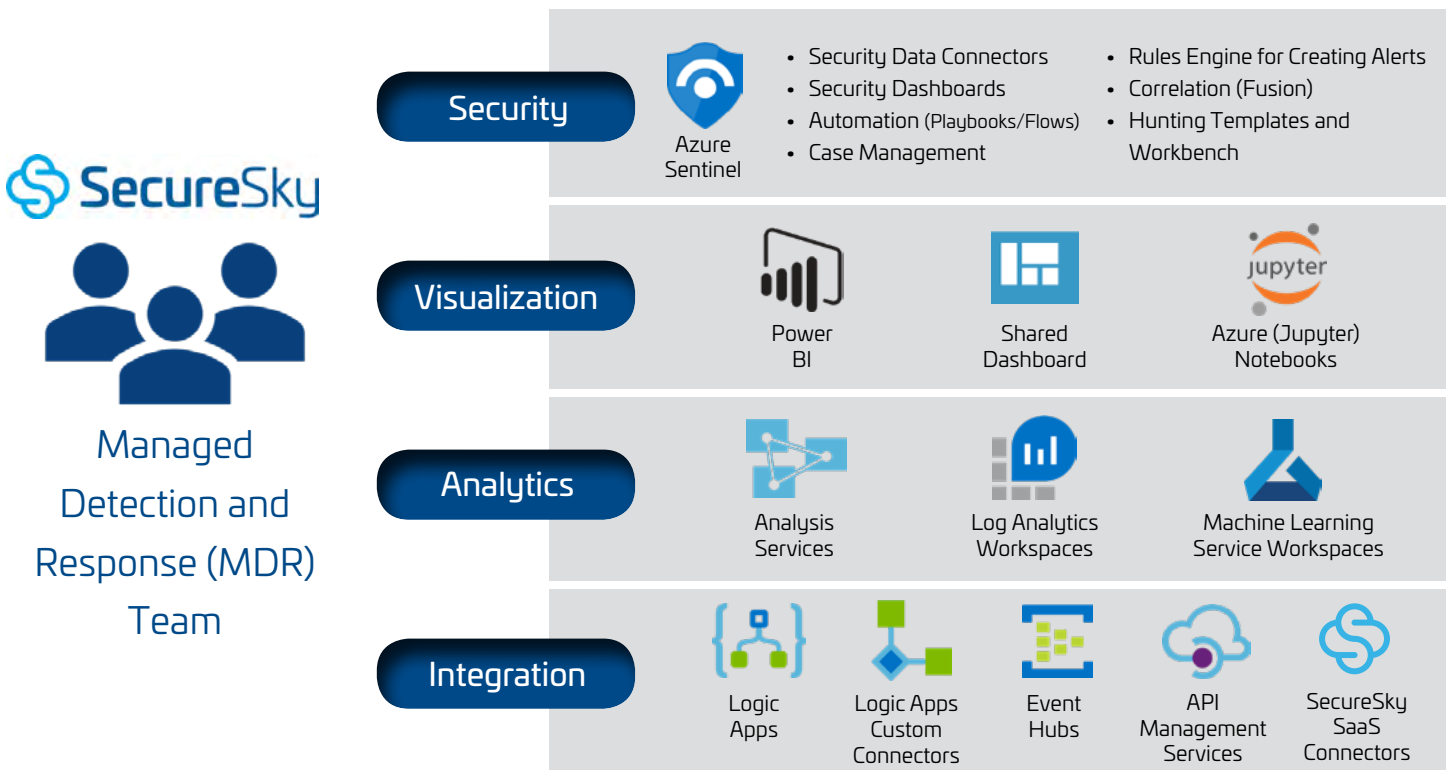 SecureSky
Managed
Detection and
Response (MDR)
Team
Security
Azure
Sentinel
• Security Data Connectors
• Security Dashboards
• Automation (Playbooks/Flows)
• Case Management
• Rules Engine for Creating Alerts
• Correlation (Fusion)
• Hunting Templates and
Workbench
Visualization
Power
BI
Shared
Dashboard
jupyter
Azure (Jupyter)
Notebooks
Analytics
Analysis
Services
Log Analytics
Workspaces
Machine Learning
Service Workspaces
Integration
Logic
Apps
Logic Apps
Custom
Connectors
Event
Hubs
API
Management
Services
SecureSky
SaaS
Connectors